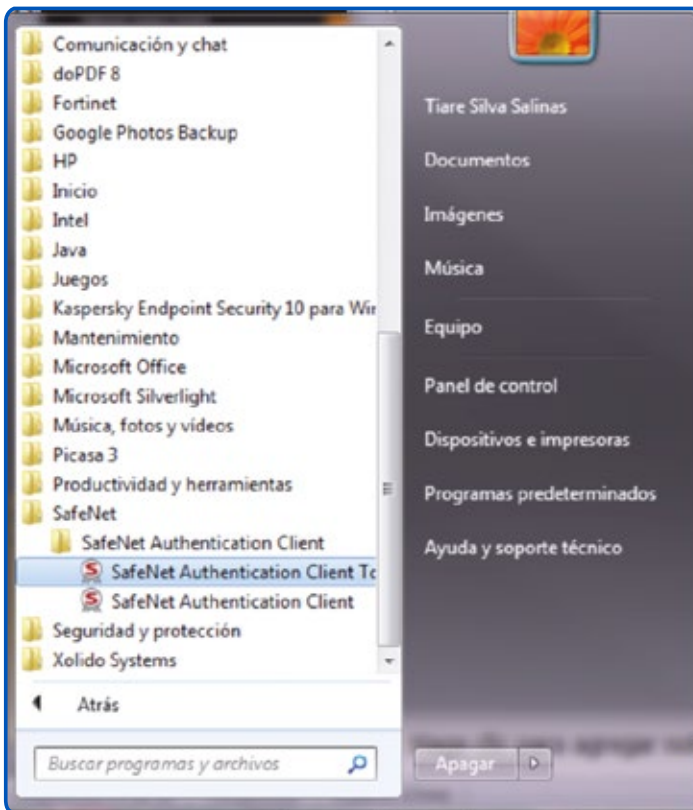 Comunicación y chat
doPDF 8
Fortinet
Google Photos Backup
HP
Inicio
Intel
Java
Juegos
Kaspersky Endpoint Security 10 para Wir
Mantenimiento
Microsoft Office
Microsoft Silverlight
Música, fotos y vídeos
Picasa 3
Productividad y herramientas
SafeNet
SafeNet Authentication Client
SafeNet Authentication Client To
SafeNet Authentication Client
Seguridad y protección
Xolido Systems
Atrás
Buscar programas y archivos
Tiare Silva Salinas
Documentos
Imágenes
Música
Equipo
Panel de control
Dispositivos e impresoras
Programas predeterminados
Ayuda y soporte técnico
para agregar
Apagar